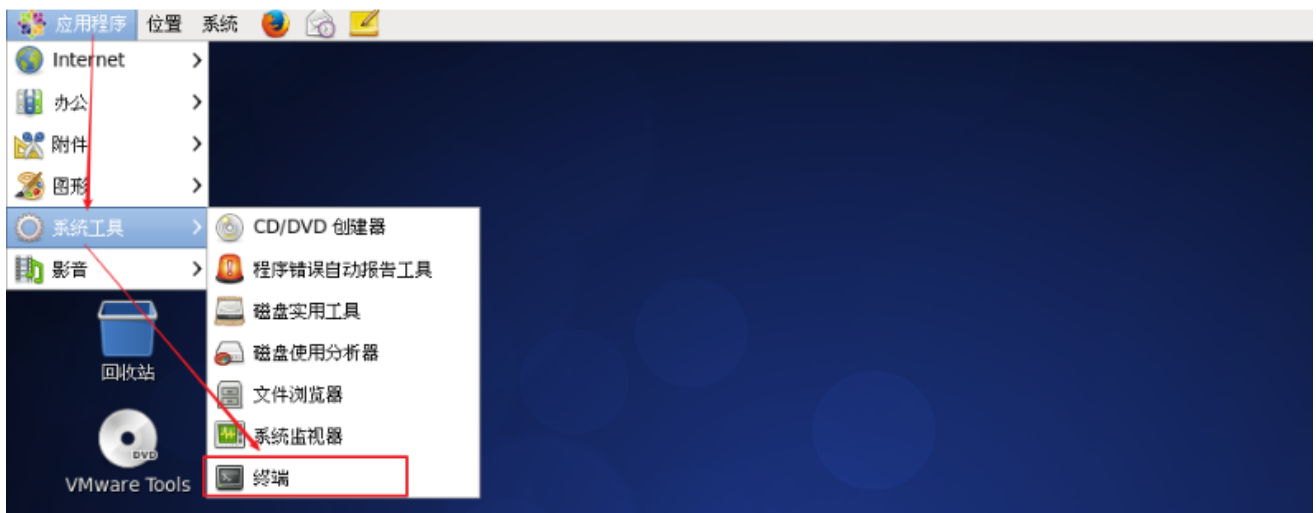 应用程序 位置 系统
Internet
办公
附件
图形
系统工具
影音
CD/DVD 创建器
程序错误自动报告工具
磁盘实用工具
磁盘使用分析器
文件浏览器
系统监视器
终端
回收站
DVD
VMware Tools